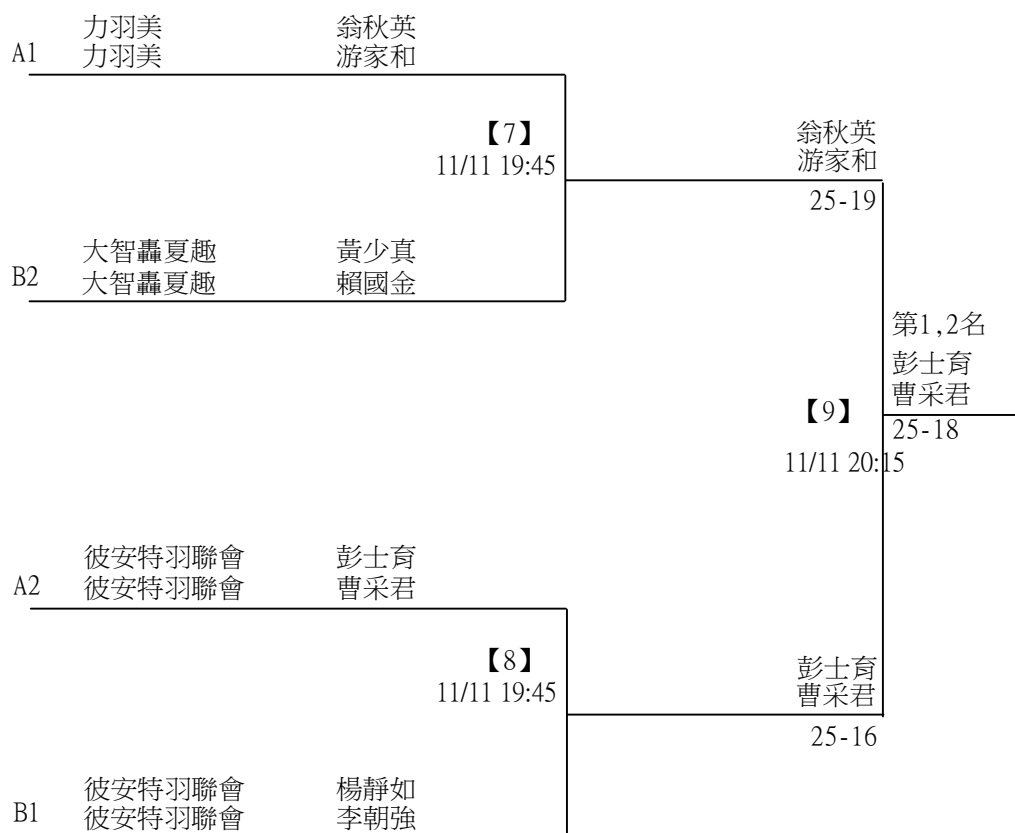 力羽美 翁秋英
A1 力羽美 游家和
【7】
11/11 19:45
翁秋英
游家和
25-19
大智轟夏趣 黃少真
B2 大智轟夏趣 賴國金
第1,2名
彭士育
曹采君
【9】
25-18
11/11 20:15
彼安特羽聯會 彭士育
A2 彼安特羽聯會 曹采君
【8】
11/11 19:45
彭士育
曹采君
25-16
彼安特羽聯會 楊靜如
B1 彼安特羽聯會 李朝強